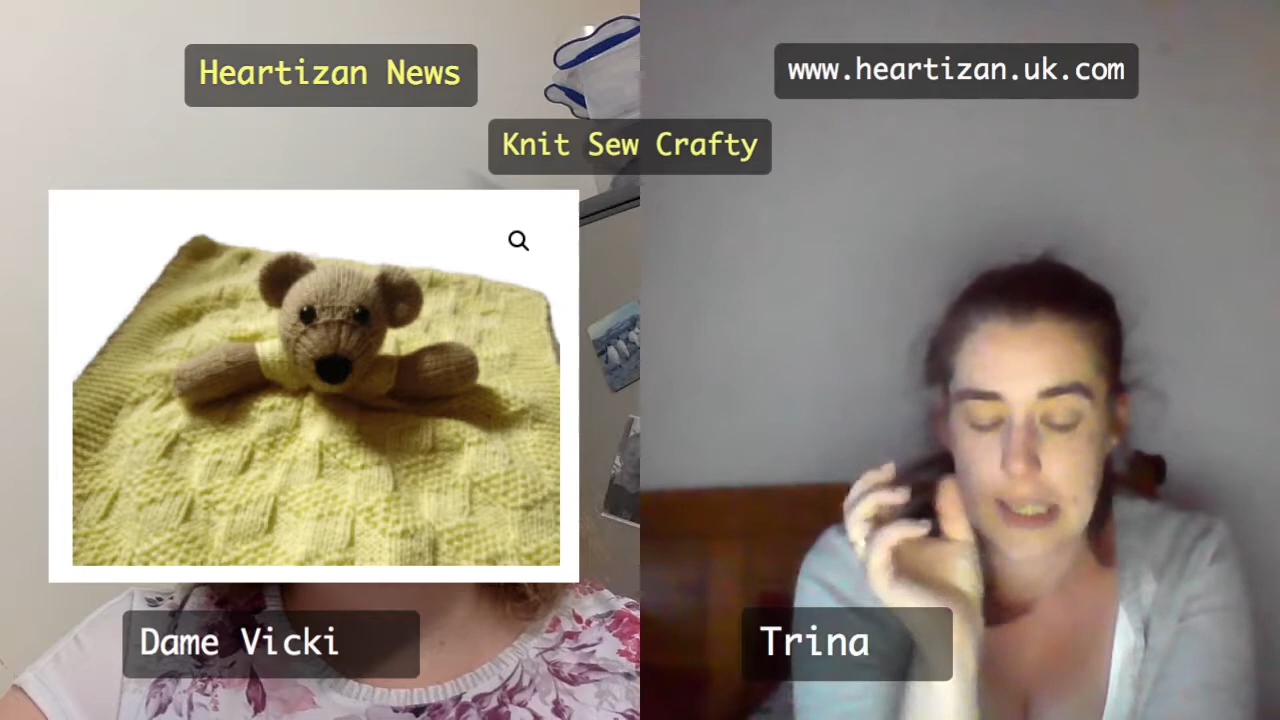 Heartizan News
www.heartizan.uk.com
Knit Sew Crafty
Dame Vicki
Trina